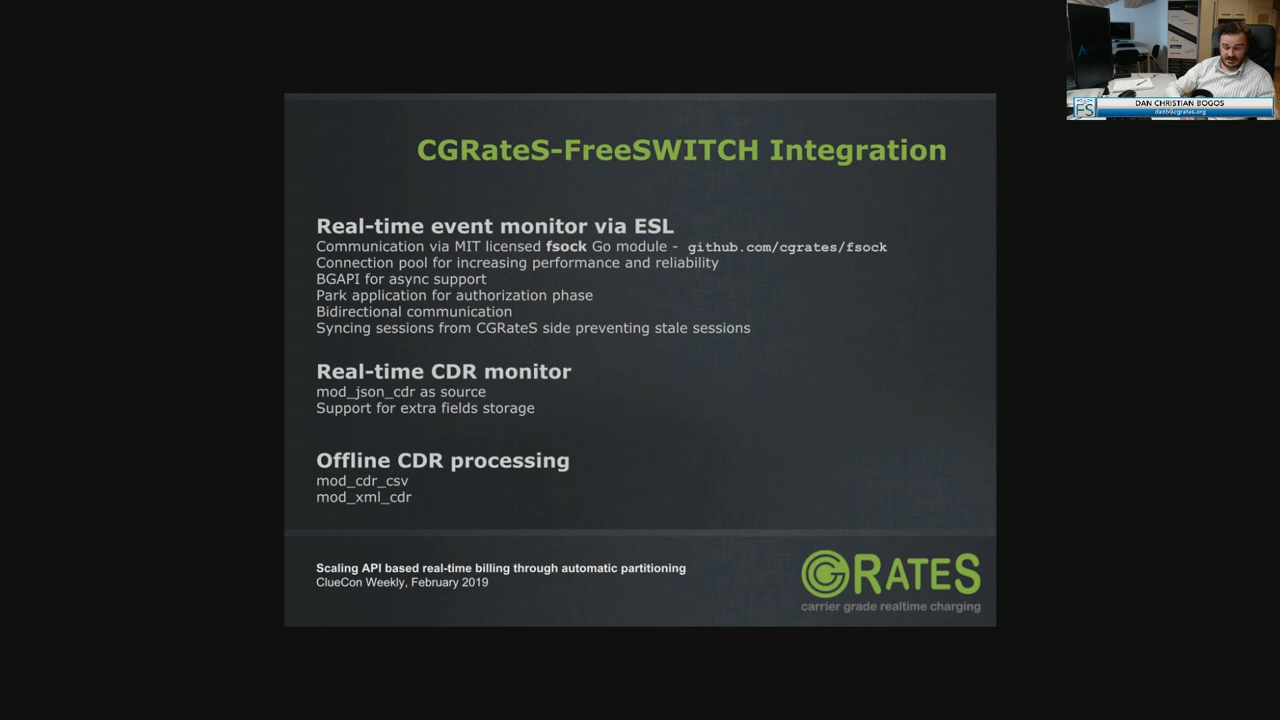 DAN CHRISTIAN BOGOS
danb@cgrates.org
CGRateS-FreeSWITCH Integration
Real-time event monitor via ESL
Communication via MIT licensed fsock Go module - github.com/cgrates/fsock
Connection pool for increasing performance and reliability
BGAPI for async support
Park application for authorization phase
Bidirectional communication
Syncing sessions from CGRateS side preventing stale sessions
Real-time CDR monitor
mod_json_cdr as source
Support for extra fields storage
Offline CDR processing
mod_cdr_csv
mod_xml_cdr
Scaling API based real-time billing through automatic partitioning
ClueCon Weekly, February 2019
CGRATES
carrier grade realtime charging